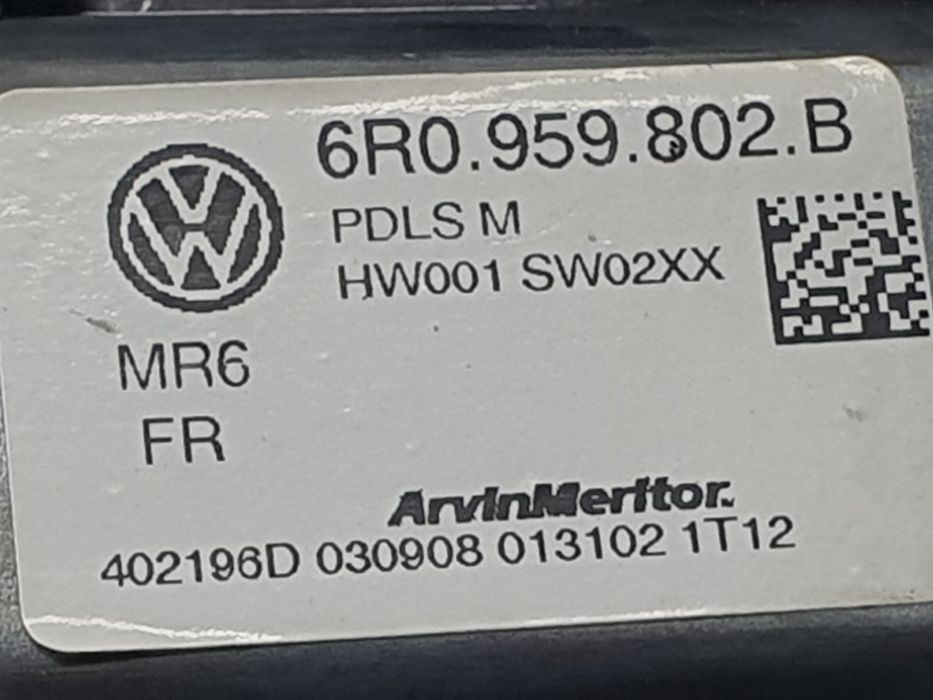 6R0.959.802.B
PDLS M
HW001 SW02XX
MR6
FR
ArvinMeritor.
402196D 030908 013102 1T12